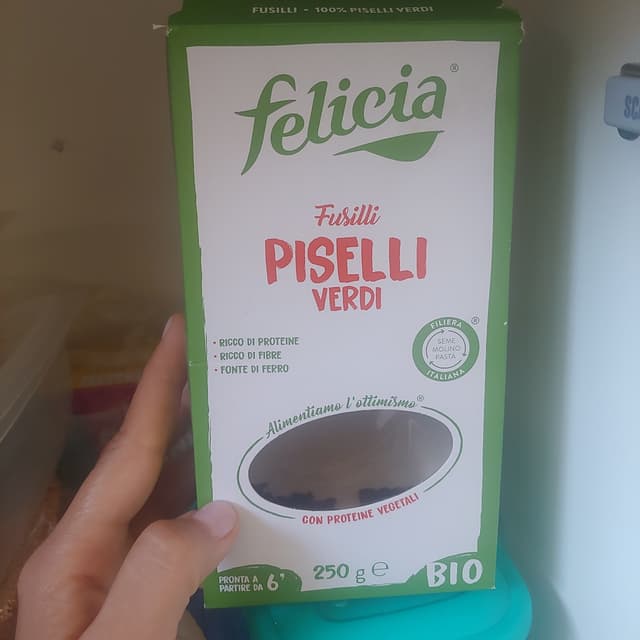 FUSILLI - 100% PISELLI VERDI
felicia®
Fusilli
PISELLI
VERDI
• RICCO DI PROTEINE
• RICCO DI FIBRE
• FONTE DI FERRO
FILIERA
SEME
MOLINO
PASTA
ITALIANA
®
Alimentiamo l'ottimismo®
CON PROTEINE VEGETALI
PRONTA A
PARTIRE DA 6'
250 g ℮
BIO